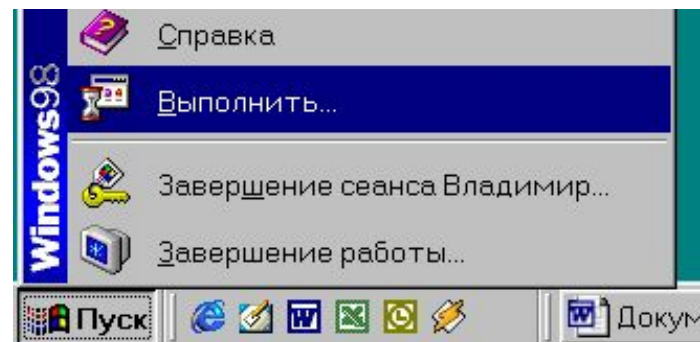 Справка
Выполнить...
Завершение сеанса Владимир...
Завершение работы...
Windows98
Пуск
Докум